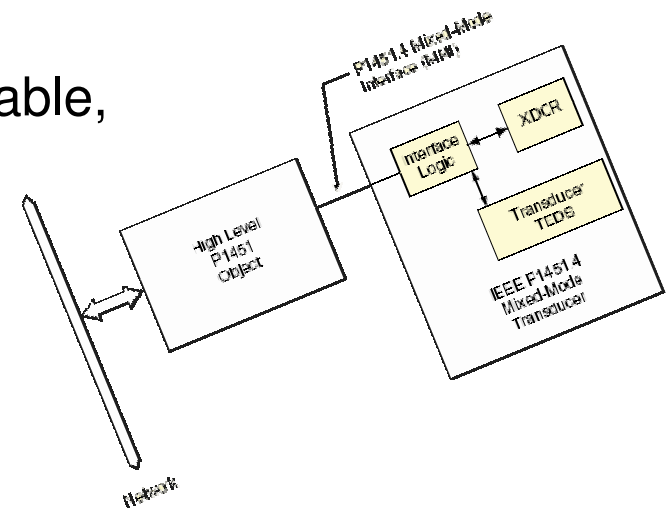 able,
P1451.4 Mixed-Mode
Interface (MMI)
XDCR
nterface
Logic
Transducer
TEDS
High Level
P1451
Object
IEEE P1451.4
Mixed-Mode
Transducer
Network